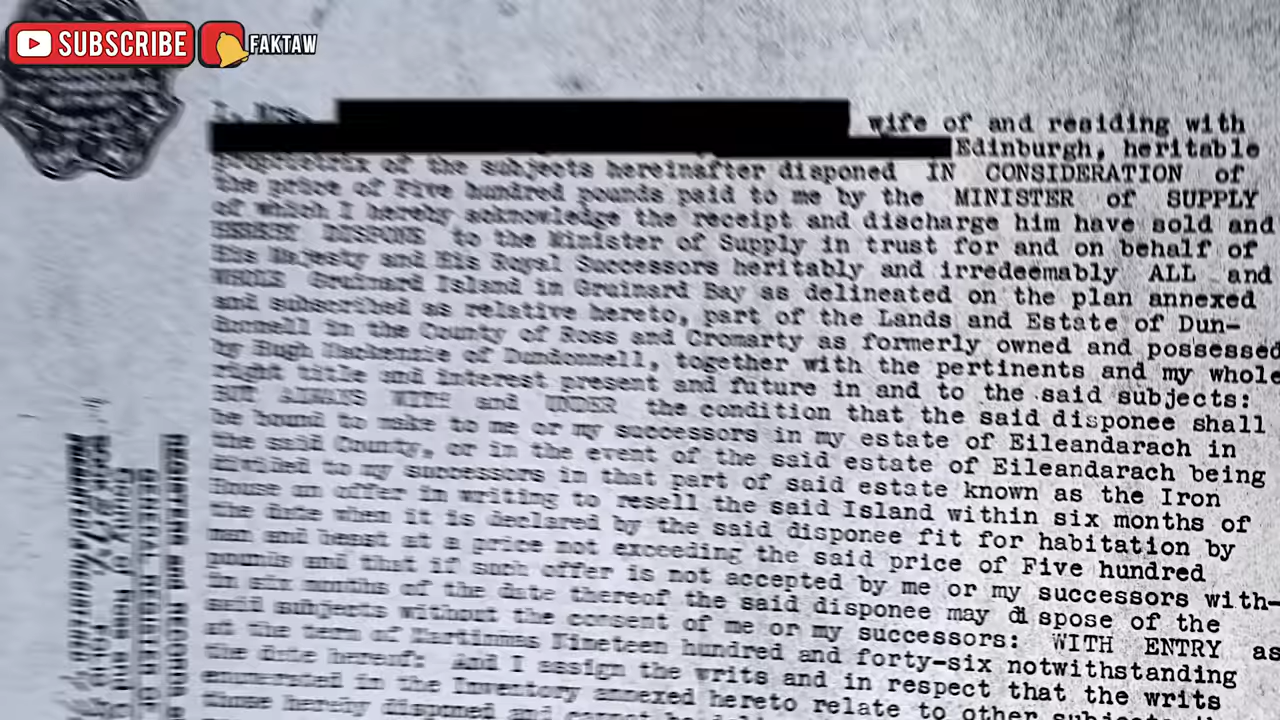 SUBSCRIBE
FAKTAW
I, Mrs.
wife of and residing with
Edinburgh, heritable
of the subjects hereinafter disponed IN CONSIDERATION of
the price of Five hundred pounds paid to me by the MINISTER of SUPPLY
of which I hereby acknowledge the receipt and discharge him have sold and
HEREBY DISPONE to the Minister of Supply in trust for and on behalf of
His Majesty and His Royal Successors heritably and irredeemably ALL and
WHOLE Gruinard Island in Gruinard Bay as delineated on the plan annexed
and subscribed as relative hereto, part of the Lands and Estate of Dun-
donnell in the County of Ross and Cromarty as formerly owned and possessed
by Hugh Mackenzie of Dundonnell, together with the pertinents and my whole
right title and interest present and future in and to the said subjects:
BUT ALWAYS WITH and UNDER the condition that the said disponee shall
be bound to make to me or my successors in my estate of Eileandarach in
the said County, or in the event of the said estate of Eileandarach being
divided to my successors in that part of said estate known as the Iron
House an offer in writing to resell the said Island within six months of
the date when it is declared by the said disponee fit for habitation by
man and beast at a price not exceeding the said price of Five hundred
pounds and that if such offer is not accepted by me or my successors with-
in six months of the date thereof the said disponee may dispose of the
said subjects without the consent of me or my successors: WITH ENTRY as
at the term of Martinmas Nineteen hundred and forty-six notwithstanding
the date hereof: And I assign the writs and in respect that the writs
enumerated in the Inventory annexed hereto relate to other
those hereby disponed and